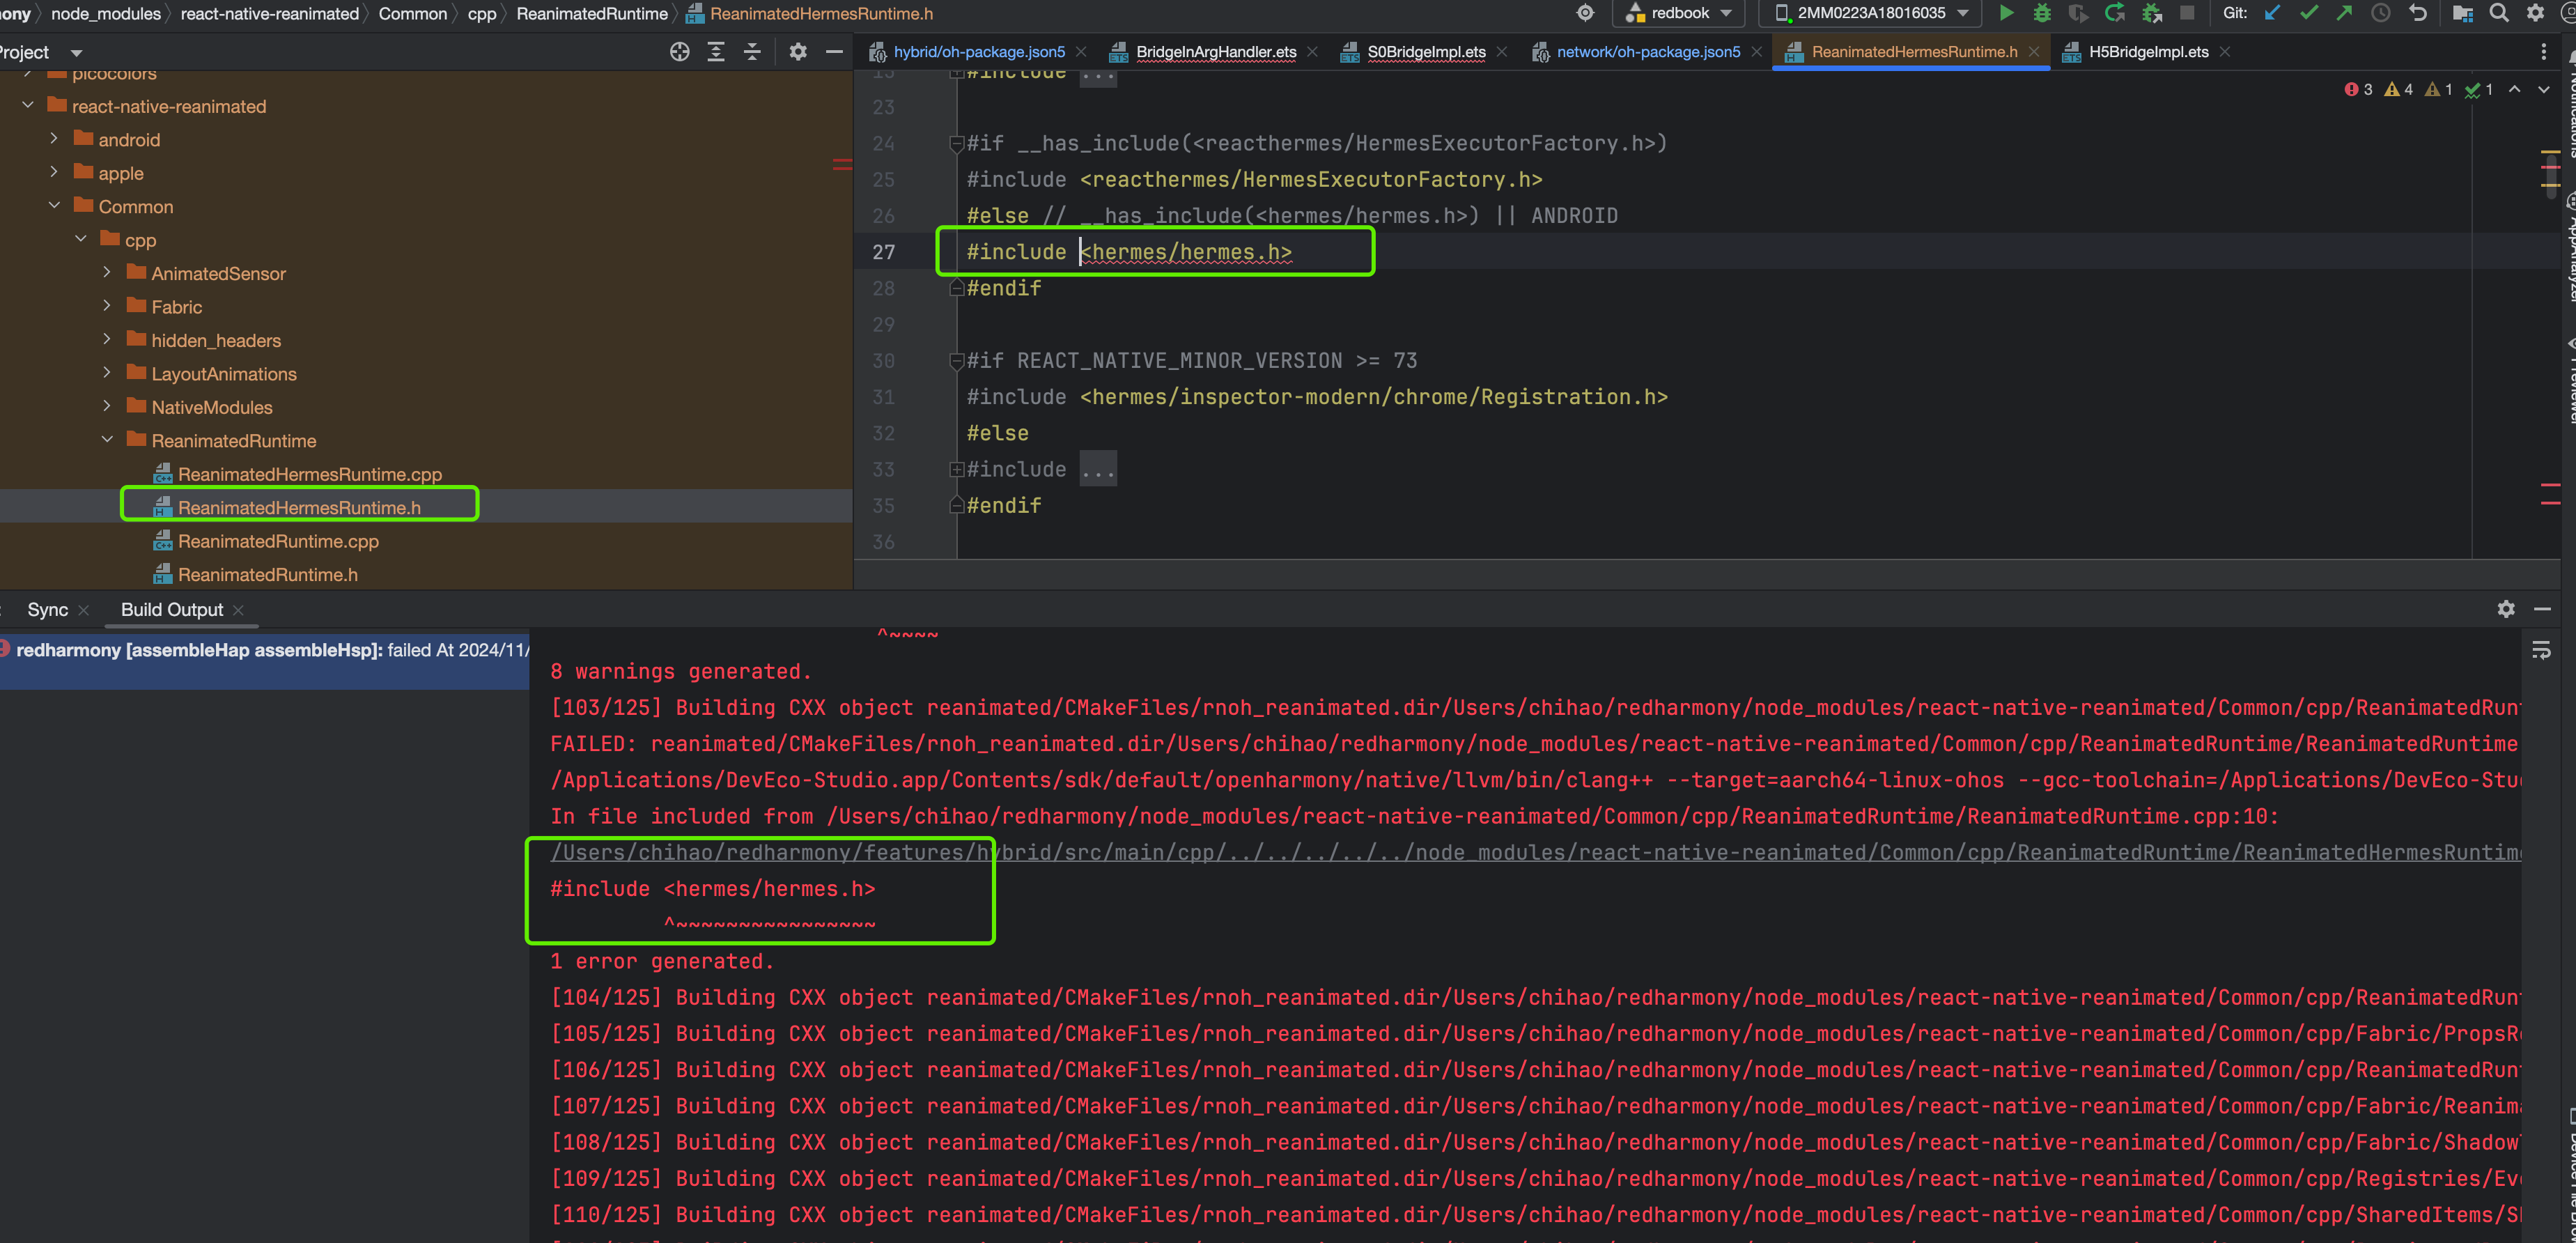 ony node_modules react-native-reanimated Common cpp ReanimatedRuntime ReanimatedHermesRuntime.h
redbook 2MM0223A18016035 Git:
Project
hybrid/oh-package.json5 BridgeInArgHandler.ets S0BridgeImpl.ets network/oh-package.json5 ReanimatedHermesRuntime.h H5BridgeImpl.ets
picocolors
react-native-reanimated
android
apple
Common
cpp
AnimatedSensor
Fabric
hidden_headers
LayoutAnimations
NativeModules
ReanimatedRuntime
ReanimatedHermesRuntime.cpp
ReanimatedHermesRuntime.h
ReanimatedRuntime.cpp
ReanimatedRuntime.h
3 4 1 1
13 #include ...
23
24 #if __has_include(<reacthermes/HermesExecutorFactory.h>)
25 #include <reacthermes/HermesExecutorFactory.h>
26 #else // __has_include(<hermes/hermes.h>) || ANDROID
27 #include <hermes/hermes.h>
28 #endif
29
30 #if REACT_NATIVE_MINOR_VERSION >= 73
31 #include <hermes/inspector-modern/chrome/Registration.h>
32 #else
33 #include ...
35 #endif
36
Notifications
AppAnalyzer
Previewer
: Sync Build Output
redharmony [assembleHap assembleHsp]: failed At 2024/11/
^~~~~
8 warnings generated.
[103/125] Building CXX object reanimated/CMakeFiles/rnoh_reanimated.dir/Users/chihao/redharmony/node_modules/react-native-reanimated/Common/cpp/ReanimatedRun
FAILED: reanimated/CMakeFiles/rnoh_reanimated.dir/Users/chihao/redharmony/node_modules/react-native-reanimated/Common/cpp/ReanimatedRuntime/ReanimatedRuntime
/Applications/DevEco-Studio.app/Contents/sdk/default/openharmony/native/llvm/bin/clang++ --target=aarch64-linux-ohos --gcc-toolchain=/Applications/DevEco-Stu
In file included from /Users/chihao/redharmony/node_modules/react-native-reanimated/Common/cpp/ReanimatedRuntime/ReanimatedRuntime.cpp:10:
/Users/chihao/redharmony/features/hybrid/src/main/cpp/../../../../../node_modules/react-native-reanimated/Common/cpp/ReanimatedRuntime/ReanimatedHermesRuntim
#include <hermes/hermes.h>
^~~~~~~~~~~~~~~~~
1 error generated.
[104/125] Building CXX object reanimated/CMakeFiles/rnoh_reanimated.dir/Users/chihao/redharmony/node_modules/react-native-reanimated/Common/cpp/ReanimatedRun
[105/125] Building CXX object reanimated/CMakeFiles/rnoh_reanimated.dir/Users/chihao/redharmony/node_modules/react-native-reanimated/Common/cpp/Fabric/PropsR
[106/125] Building CXX object reanimated/CMakeFiles/rnoh_reanimated.dir/Users/chihao/redharmony/node_modules/react-native-reanimated/Common/cpp/ReanimatedRun
[107/125] Building CXX object reanimated/CMakeFiles/rnoh_reanimated.dir/Users/chihao/redharmony/node_modules/react-native-reanimated/Common/cpp/Fabric/Reanim
[108/125] Building CXX object reanimated/CMakeFiles/rnoh_reanimated.dir/Users/chihao/redharmony/node_modules/react-native-reanimated/Common/cpp/Fabric/Shadow
[109/125] Building CXX object reanimated/CMakeFiles/rnoh_reanimated.dir/Users/chihao/redharmony/node_modules/react-native-reanimated/Common/cpp/Registries/Ev
[110/125] Building CXX object reanimated/CMakeFiles/rnoh_reanimated.dir/Users/chihao/redharmony/node_modules/react-native-reanimated/Common/cpp/SharedItems/S